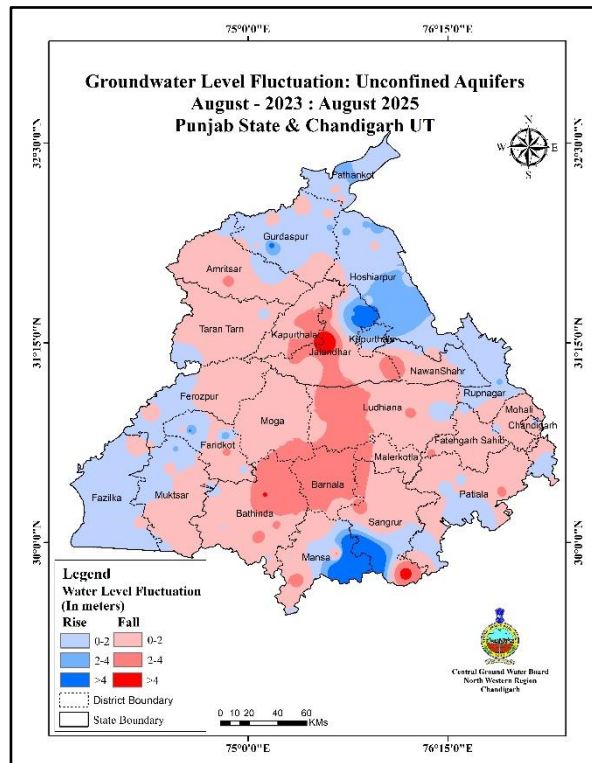 75°0'0"E 76°15'0"E
Groundwater Level Fluctuation: Unconfined Aquifers
August - 2023 : August 2025
Punjab State & Chandigarh UT
32°30'0"N 32°30'0"N
N
W E
S
Pathankot
Gurdaspur
Amritsar
Hoshiarpur
Taran Tarn
Kapurthala
Kapurthala
Jalandhar
31°15'0"N 31°15'0"N
NawanShahr
Rupnagar
Ferozpur
Moga
Ludhiana
Mohali
Chandigarh
Faridkot
Fatehgarh Sahib
Malerkotla
Fazilka
Muktsar
Barnala
Patiala
Bathinda
Sangrur
30°0'0"N 30°0'0"N
Mansa
Legend
Water Level Fluctuation
(In meters)
Rise Fall
0-2 0-2
2-4 2-4
>4 >4
District Boundary
State Boundary
0 10 20 40 60
KMs
Central Ground Water Board
North Western Region
Chandigarh
75°0'0"E 76°15'0"E